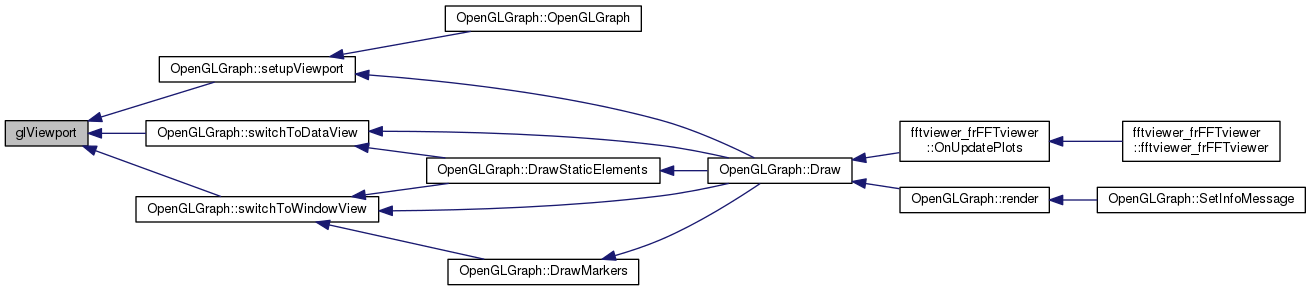 OpenGLGraph::OpenGLGraph
OpenGLGraph::setupViewport
glViewport
OpenGLGraph::switchToDataView
fftviewer_frFFTviewer
::OnUpdatePlots
fftviewer_frFFTviewer
::fftviewer_frFFTviewer
OpenGLGraph::DrawStaticElements
OpenGLGraph::Draw
OpenGLGraph::switchToWindowView
OpenGLGraph::render
OpenGLGraph::SetInfoMessage
OpenGLGraph::DrawMarkers